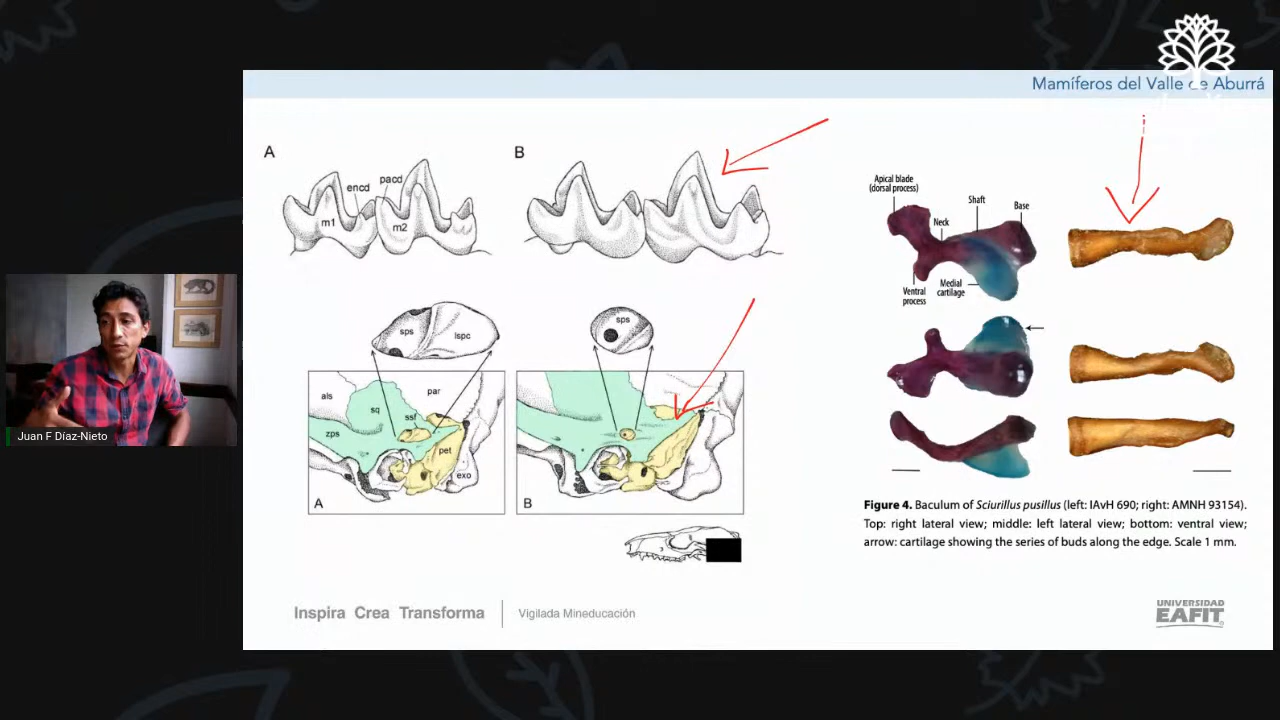 Mamíferos del Valle de Aburrá
A
B
encd
pacd
m1
m2
sps
lspc
sps
als
par
sq
ssf
zps
pet
exo
A
B
Apical blade
(dorsal process)
Neck
Shaft
Base
Ventral
process
Medial
cartilage
Figure 4. Baculum of Sciurillus pusillus (left: IAvH 690; right: AMNH 93154).
Top: right lateral view; middle: left lateral view; bottom: ventral view;
arrow: cartilage showing the series of buds along the edge. Scale 1 mm.
Inspira Crea Transforma
Vigilada Mineducación
UNIVERSIDAD
EAFIT
Juan F Díaz-Nieto